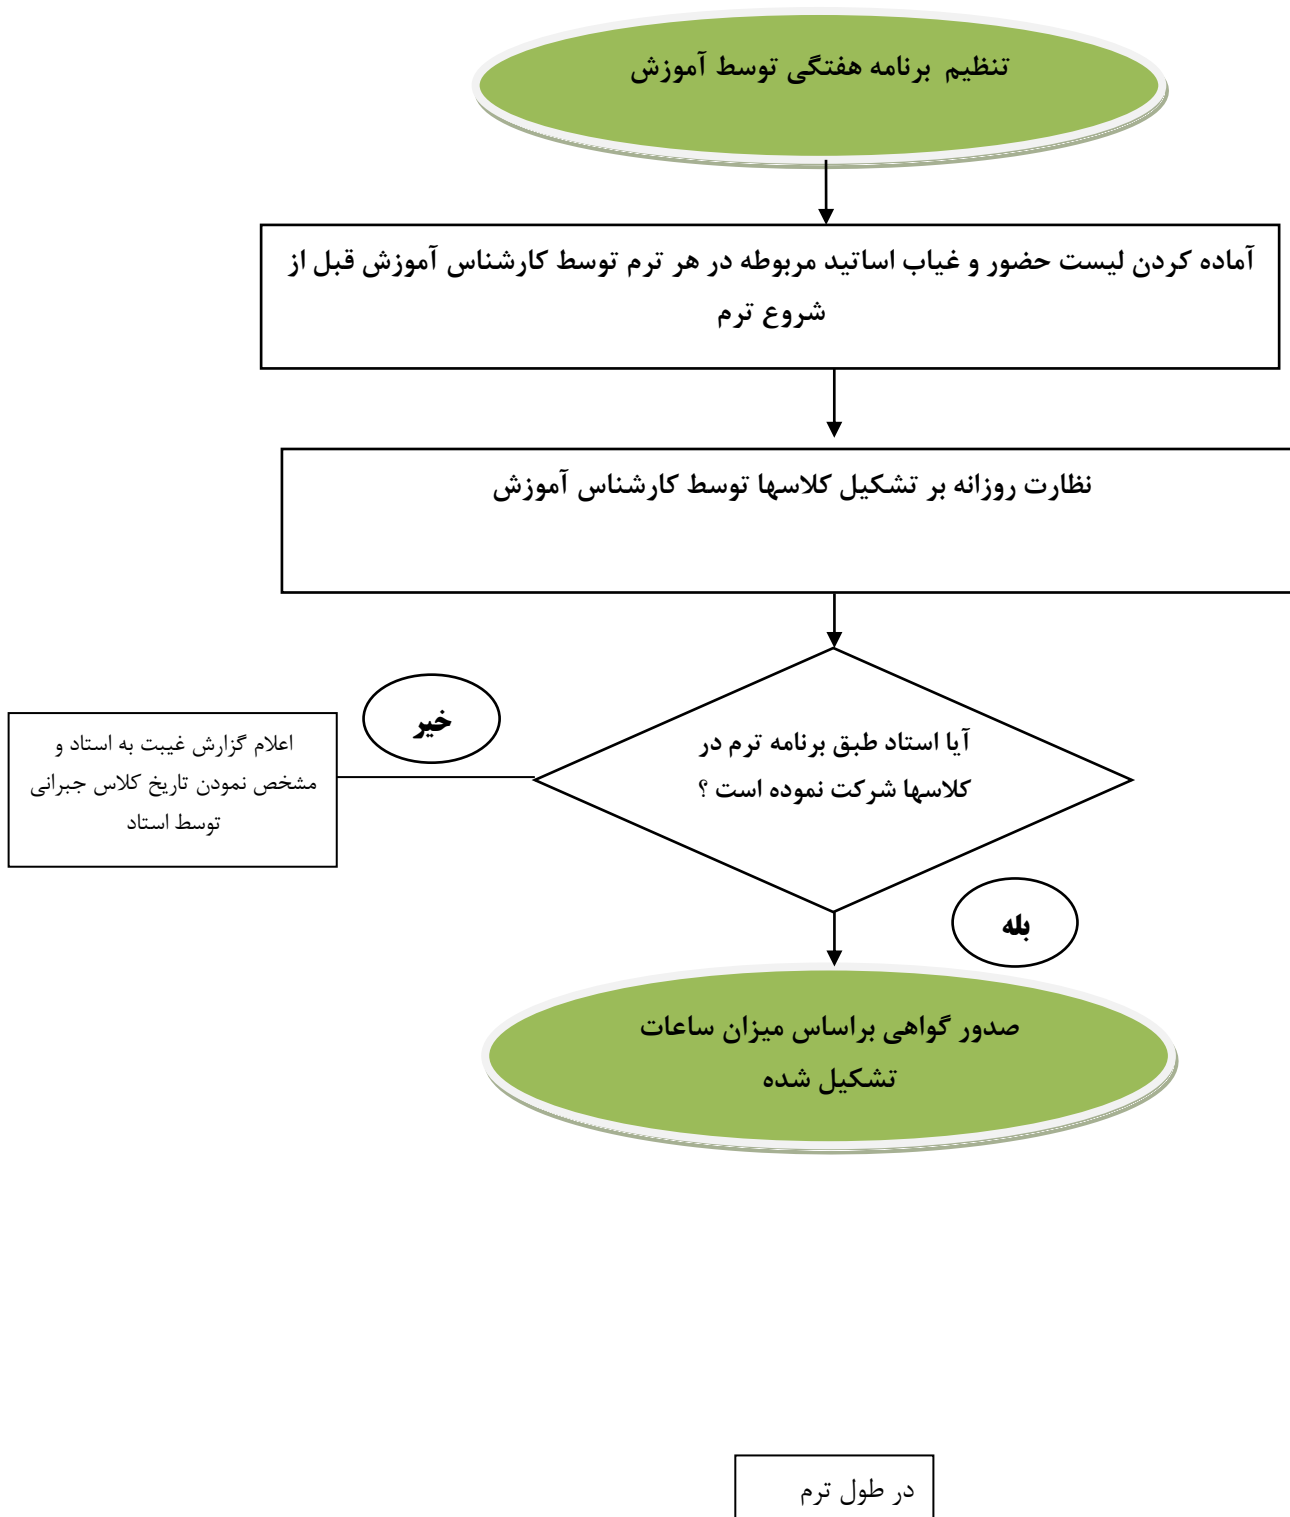 تنظیم برنامه هفتگی توسط آموزش
آماده کردن لیست حضور و غیاب اساتید مربوطه در هر ترم توسط کارشناس آموزش قبل از
شروع ترم
نظارت روزانه بر تشکیل کلاسها توسط کارشناس آموزش
آیا استاد طبق برنامه ترم در
کلاسها شرکت نموده است ؟
خیر
اعلام گزارش غیبت به استاد و
مشخص نمودن تاریخ کلاس جبرانی
توسط استاد
بله
صدور گواهی براساس میزان ساعات
تشکیل شده
در طول ترم